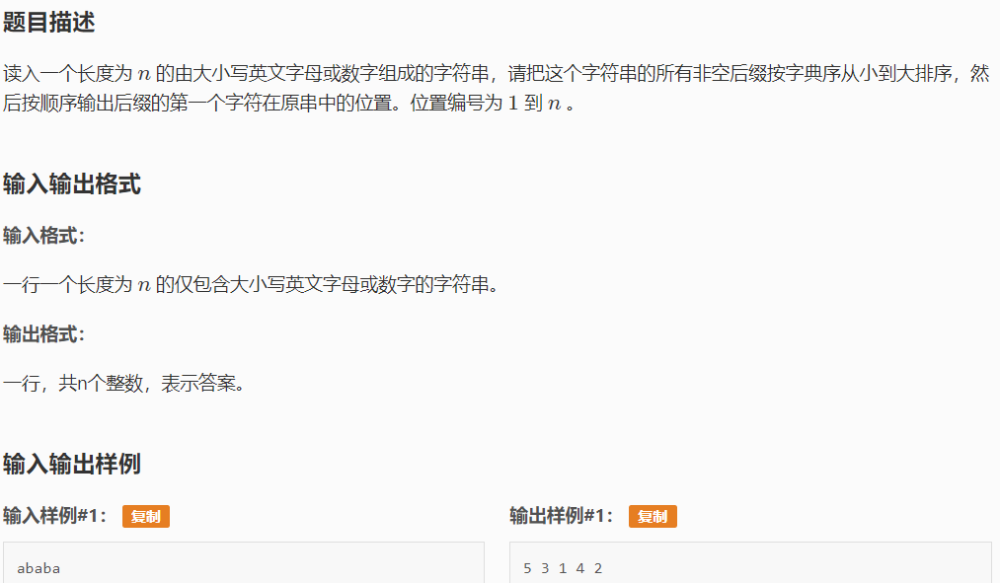 题目描述
读入一个长度为 n 的由大小写英文字母或数字组成的字符串，请把这个字符串的所有非空后缀按字典序从小到大排序，然
后按顺序输出后缀的第一个字符在原串中的位置。位置编号为 1 到 n 。
输入输出格式
输入格式：
一行一个长度为 n 的仅包含大小写英文字母或数字的字符串。
输出格式：
一行，共n个整数，表示答案。
输入输出样例
输入样例#1： 复制
输出样例#1： 复制
ababa
5 3 1 4 2